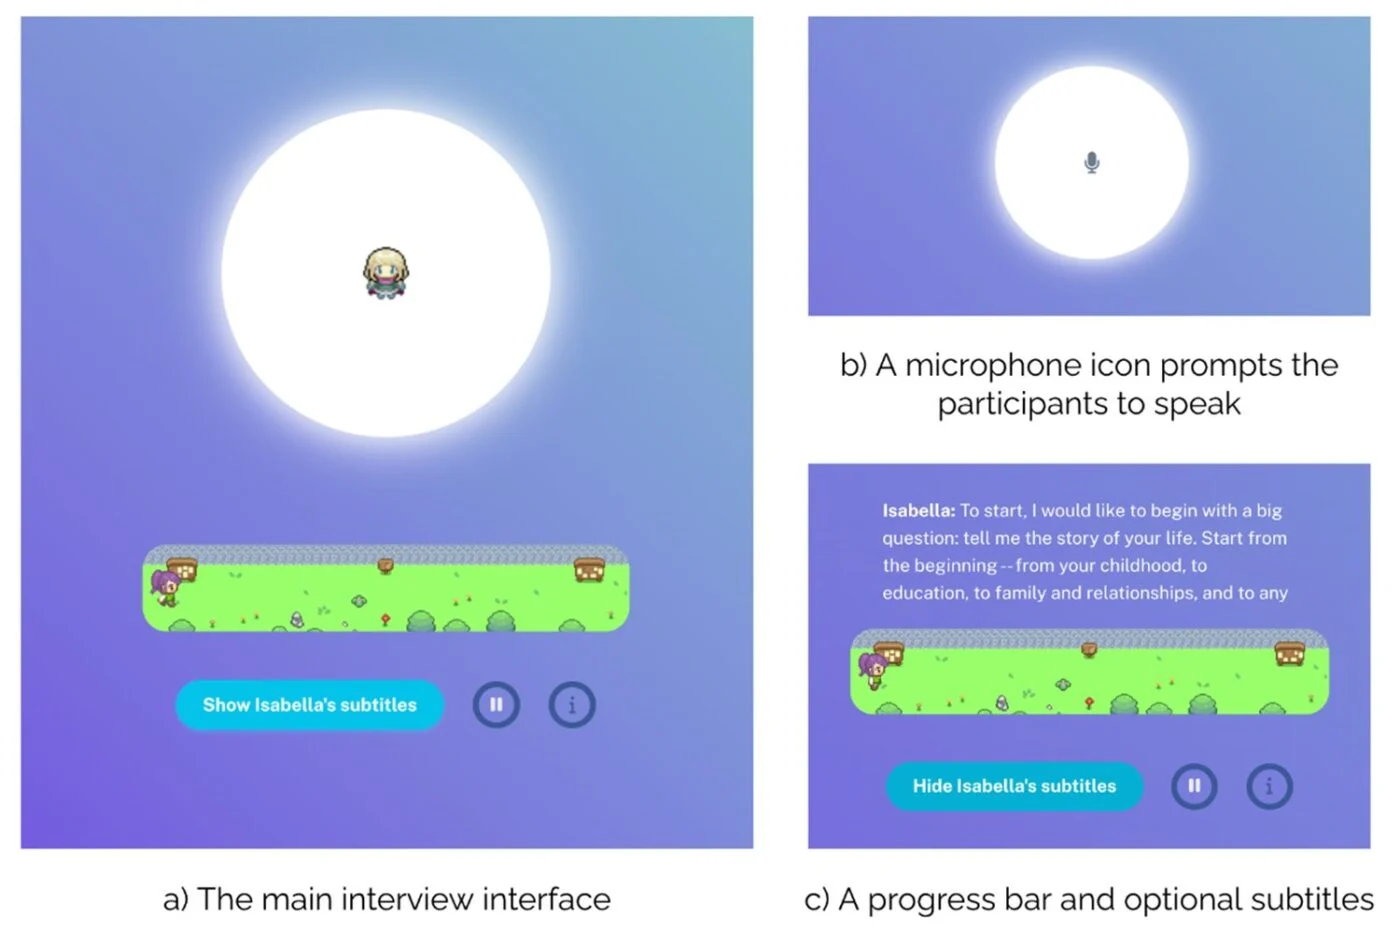 Show Isabella's subtitles
a) The main interview interface
b) A microphone icon prompts the
participants to speak
Isabella: To start, I would like to begin with a big
question: tell me the story of your life. Start from
the beginning--from your childhood, to
education, to family and relationships, and to any
Hide Isabella's subtitles
c) A progress bar and optional subtitles